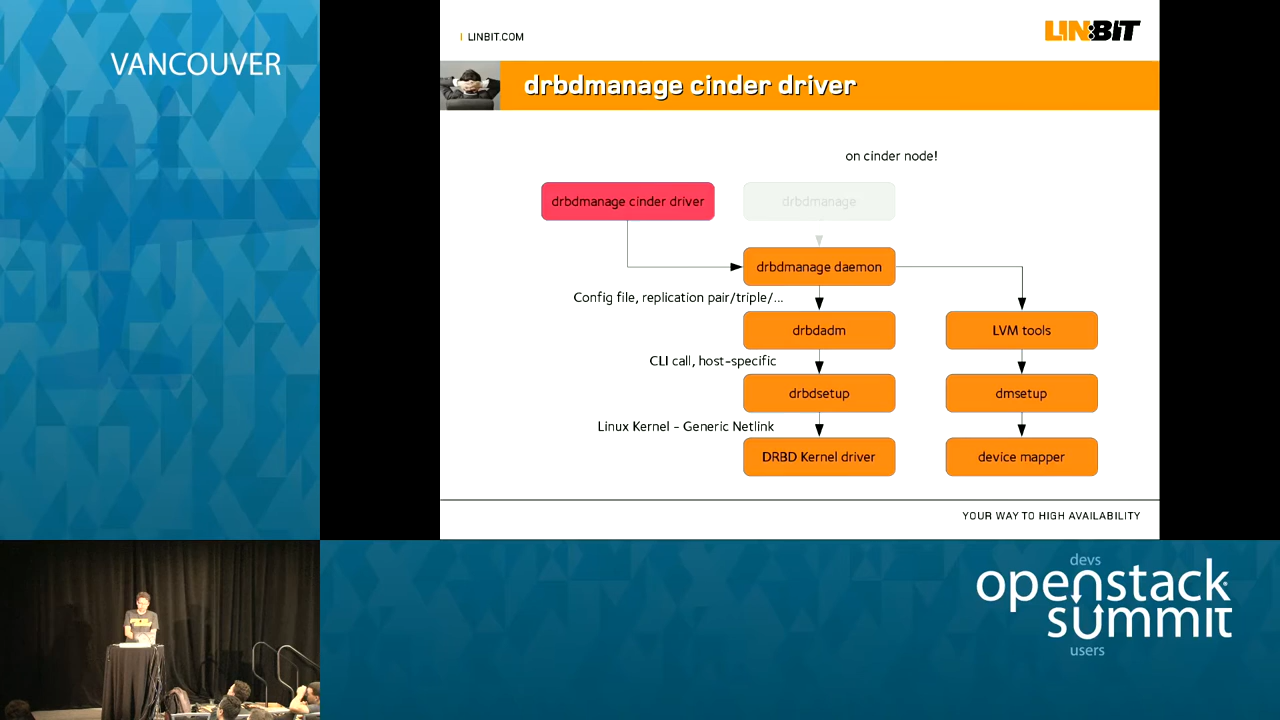 VANCOUVER
LINBIT.COM
LINBIT
drbdmanage cinder driver
on cinder node!
drbdmanage cinder driver
drbdmanage
drbdmanage daemon
Config file, replication pair/triple/...
drbdadm
LVM tools
CLI call, host-specific
drbdsetup
dmsetup
Linux Kernel - Generic Netlink
DRBD Kernel driver
device mapper
YOUR WAY TO HIGH AVAILABILITY
devs
openstack
summit
users